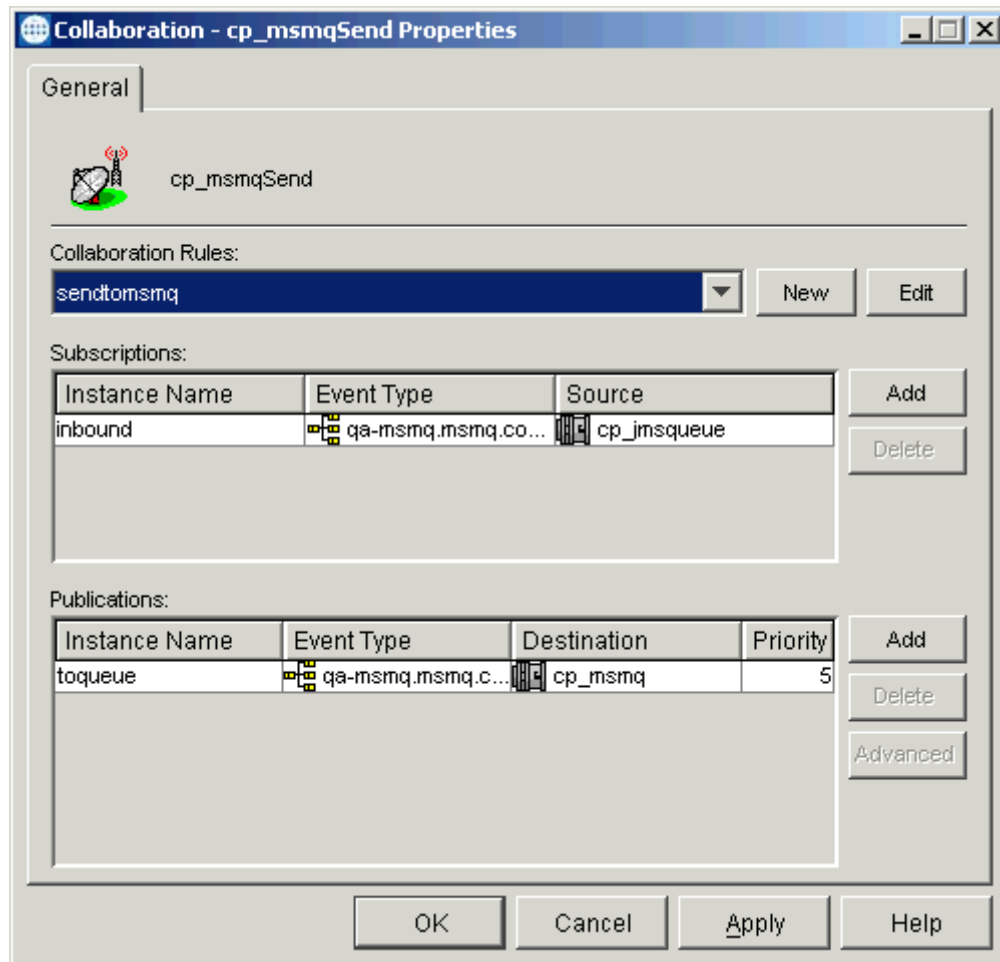 Collaboration - cp_msmqSend Properties
General
cp_msmqSend
Collaboration Rules:
sendtomsmq New Edit
Subscriptions:
Instance Name Event Type Source Add
inbound qa-msmq.msmq.co... cp_jmsqueue
Delete
Publications:
Instance Name Event Type Destination Priority Add
toqueue qa-msmq.msmq.c... cp_msmq 5
Delete
Advanced
OK Cancel Apply Help